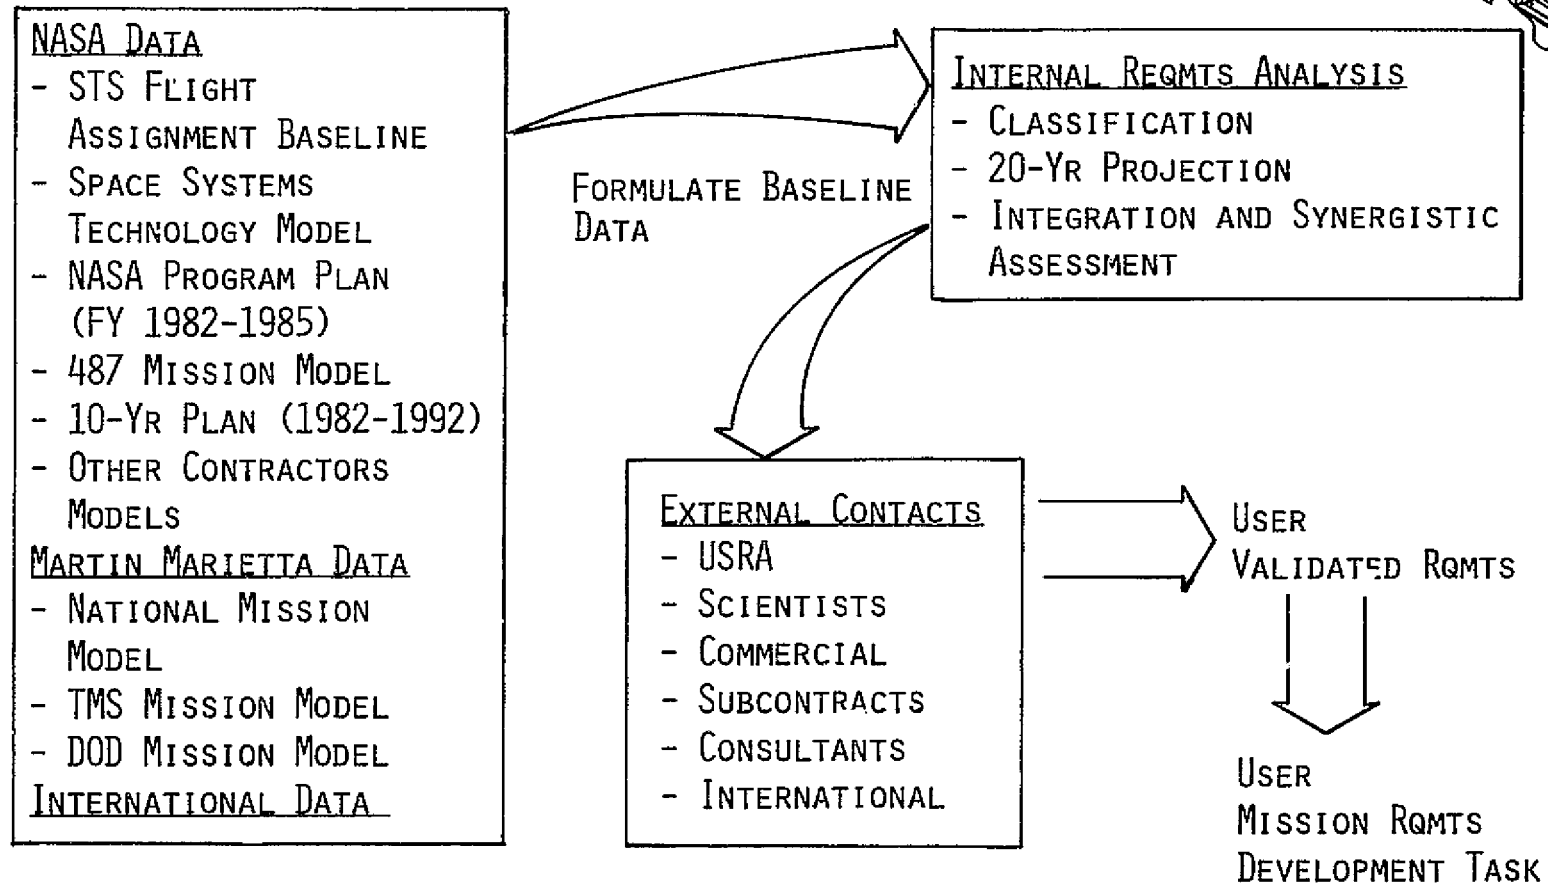 NASA DATA
- STS FLIGHT
ASSIGNMENT BASELINE
- SPACE SYSTEMS
TECHNOLOGY MODEL
- NASA PROGRAM PLAN
(FY 1982-1985)
- 487 MISSION MODEL
- 10-YR PLAN (1982-1992)
- OTHER CONTRACTORS
MODELS
MARTIN MARIETTA DATA
- NATIONAL MISSION
MODEL
- TMS MISSION MODEL
- DOD MISSION MODEL
INTERNATIONAL DATA
FORMULATE BASELINE
DATA
INTERNAL REQMTS ANALYSIS
- CLASSIFICATION
- 20-YR PROJECTION
- INTEGRATION AND SYNERGISTIC
ASSESSMENT
EXTERNAL CONTACTS
- USRA
- SCIENTISTS
- COMMERCIAL
- SUBCONTRACTS
- CONSULTANTS
- INTERNATIONAL
USER
VALIDATED RQMTS
USER
MISSION RQMTS
DEVELOPMENT TASK